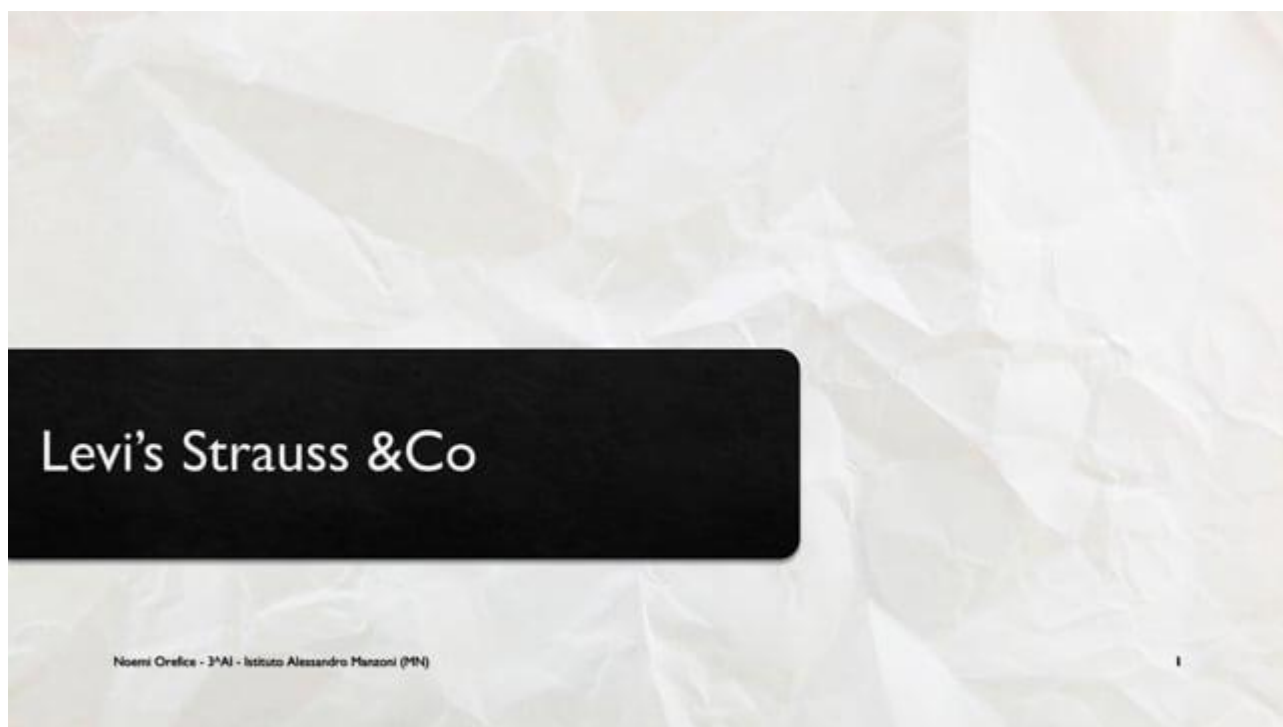 Levi's Strauss &Co
Noemi Orefice - 3^AI - Istituto Alessandro Manzoni (MN)
1